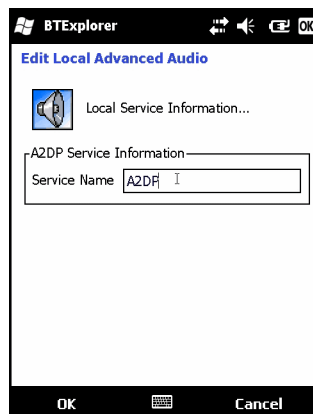 BTExplorer OK
Edit Local Advanced Audio
Local Service Information...
A2DP Service Information
Service Name A2DP
OK Cancel